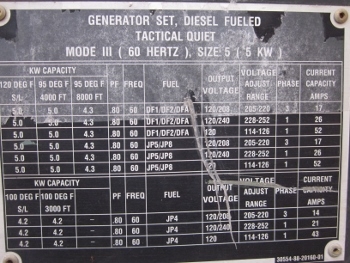 GENERATOR SET, DIESEL FUELED
TACTICAL QUIET
MODE III ( 60 HERTZ ), SIZE 5 ( 5 KW )
KW CAPACITY
120 DEG F S/L 95 DEG F 4000 FT 95 DEG F 8000 FT PF FREQ FUEL OUTPUT VOLTAGE VOLTAGE ADJUST RANGE PHASE CURRENT CAPACITY AMPS
5.0 5.0 4.3 .80 60 DF1/DF2/DFA 120/208 205-220 3 17
5.0 5.0 4.3 .80 60 DF1/DF2/DFA 120/240 228-252 1 26
5.0 5.0 4.3 .80 60 DF1/DF2/DFA 120 114-126 1 52
5.0 5.0 4.3 .80 60 JP5/JP8 120/208 205-220 3 17
5.0 5.0 4.3 .80 60 JP5/JP8 120/240 228-252 1 26
5.0 5.0 4.3 .80 60 JP5/JP8 120 114-126 1 52
KW CAPACITY
100 DEG F S/L 100 DEG F 3000 FT PF FREQ FUEL OUTPUT VOLTAGE VOLTAGE ADJUST RANGE PHASE CURRENT CAPACITY AMPS
4.2 4.2 - .80 60 JP4 120/208 205-220 3 14
4.2 4.2 - .80 60 JP4 120/240 228-252 1 21
4.2 4.2 - .80 60 JP4 120 114-126 1 43